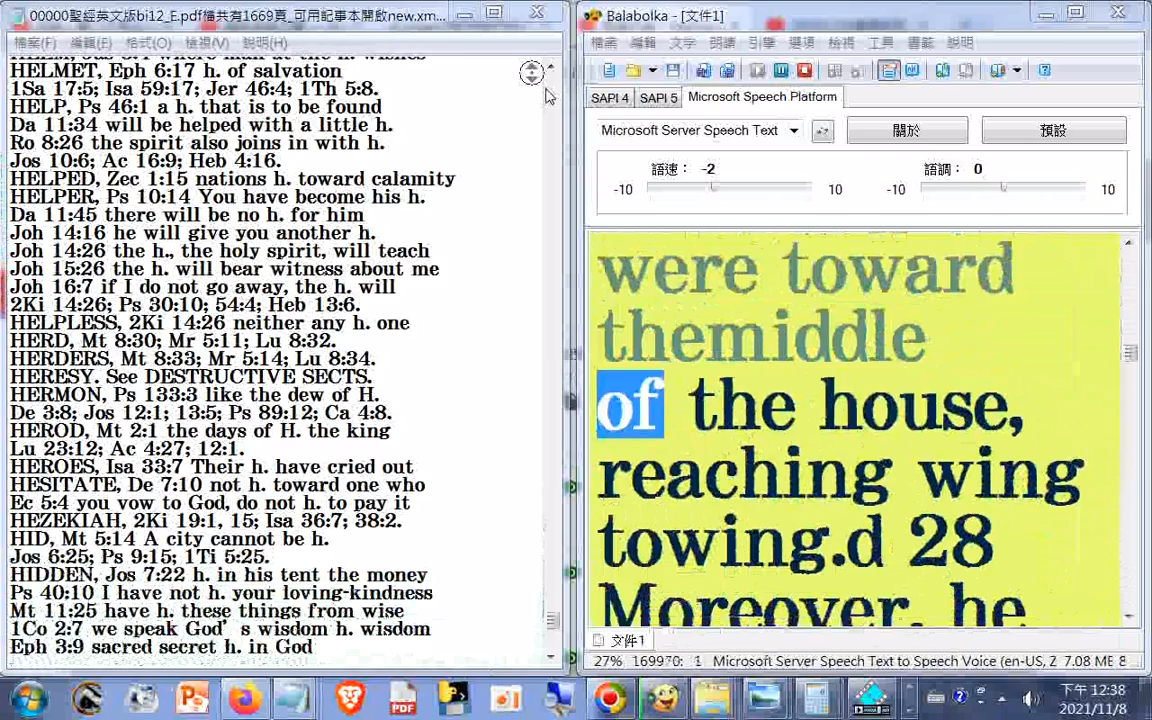 00000聖經英文版bi12_E.pdf檔共有1669頁_可用記事本開啟new.xm...
檔案(F) 編輯(E) 格式(O) 檢視(V) 說明(H)
HELMET, Eph 6:17 h. of salvation
1Sa 17:5; Isa 59:17; Jer 46:4; 1Th 5:8.
HELP, Ps 46:1 a h. that is to be found
Da 11:34 will be helped with a little h.
Ro 8:26 the spirit also joins in with h.
Jos 10:6; Ac 16:9; Heb 4:16.
HELPED, Zec 1:15 nations h. toward calamity
HELPER, Ps 10:14 You have become his h.
Da 11:45 there will be no h. for him
Joh 14:16 he will give you another h.
Joh 14:26 the h., the holy spirit, will teach
Joh 15:26 the h. will bear witness about me
Joh 16:7 if I do not go away, the h. will
2Ki 14:26; Ps 30:10; 54:4; Heb 13:6.
HELPLESS, 2Ki 14:26 neither any h. one
HERD, Mt 8:30; Mr 5:11; Lu 8:32.
HERDERS, Mt 8:33; Mr 5:14; Lu 8:34.
HERESY. See DESTRUCTIVE SECTS.
HERMON, Ps 133:3 like the dew of H.
De 3:8; Jos 12:1; 13:5; Ps 89:12; Ca 4:8.
HEROD, Mt 2:1 the days of H. the king
Lu 23:12; Ac 4:27; 12:1.
HEROES, Isa 33:7 Their h. have cried out
HESITATE, De 7:10 not h. toward one who
Ec 5:4 you vow to God, do not h. to pay it
HEZEKIAH, 2Ki 19:1, 15; Isa 36:7; 38:2.
HID, Mt 5:14 A city cannot be h.
Jos 6:25; Ps 9:15; 1Ti 5:25.
HIDDEN, Jos 7:22 h. in his tent the money
Ps 40:10 I have not h. your loving-kindness
Mt 11:25 have h. these things from wise
1Co 2:7 we speak God's wisdom h. wisdom
Eph 3:9 sacred secret h. in God
Balabolka - [文件1]
檔案 編輯 文字 朗讀 引擎 選項 檢視 工具 書籤 說明
SAPI 4 SAPI 5 Microsoft Speech Platform
Microsoft Server Speech Text 關於 預設
語速： -2 語調： 0
-10 10 -10 10
were toward
themiddle
of the house,
reaching wing
towing.d 28
Moreover, he
文件1
27% 169970: 1 Microsoft Server Speech Text to Speech Voice (en-US, 2 7.08 MB 8
PDF
下午 12:38
2021/11/8